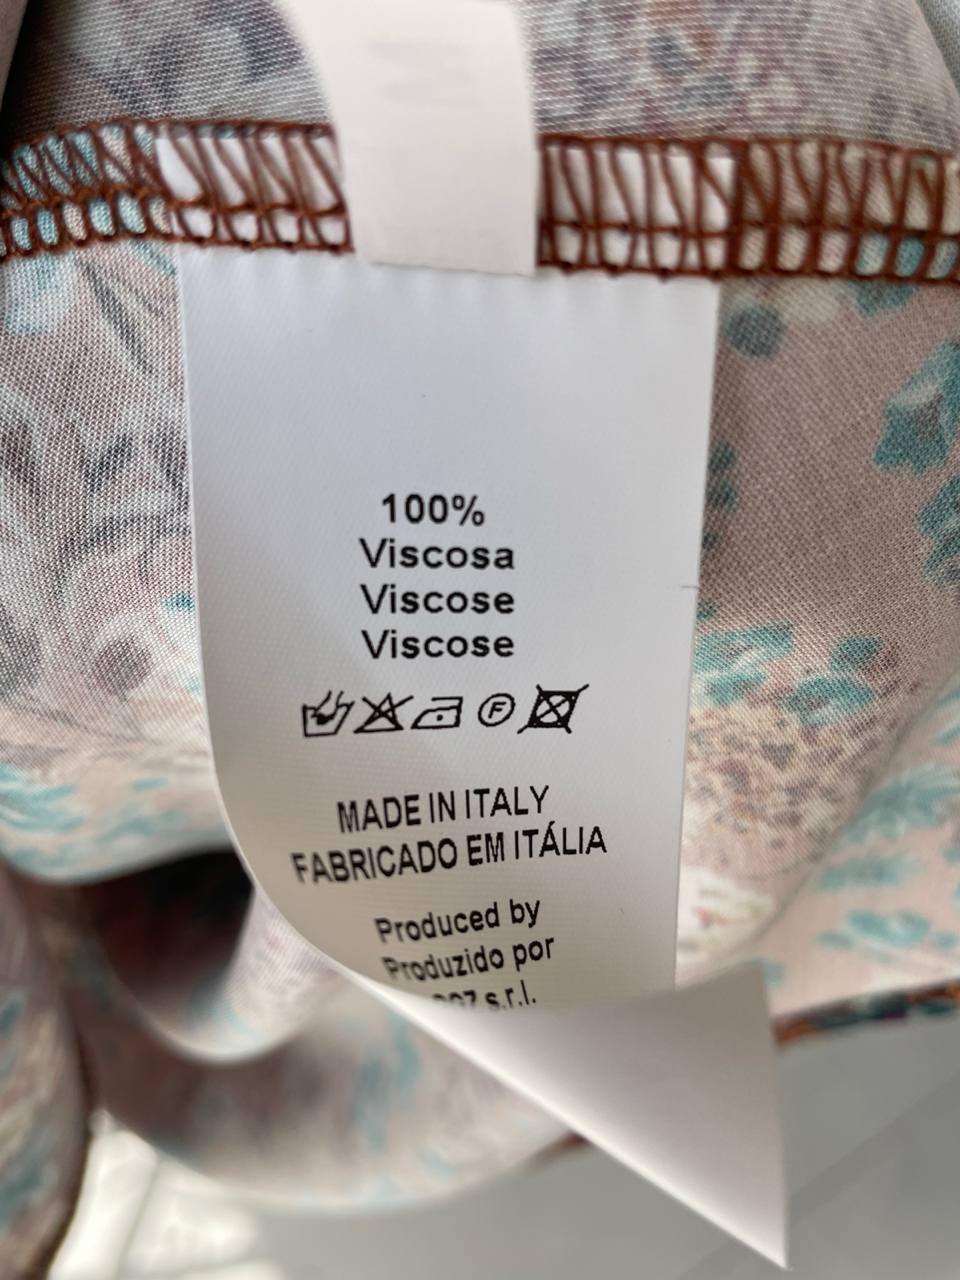 100%
Viscosa
Viscose
Viscose
F
MADE IN ITALY
FABRICADO EM ITÁLIA
Produced by
Produzido por
s.r.l.